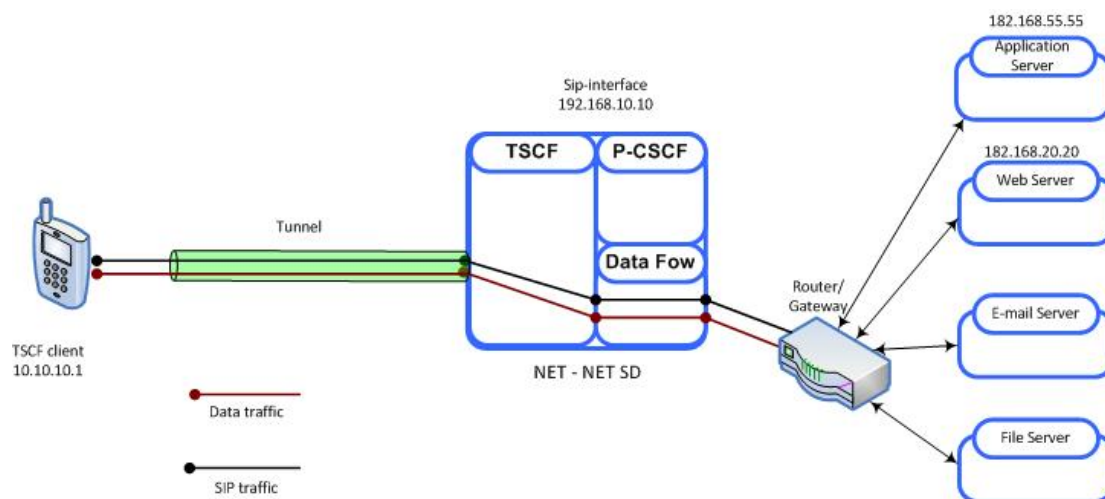 182.168.55.55
Application
Server
Sip-interface
192.168.10.10
TSCF
P-CSCF
182.168.20.20
Web Server
Tunnel
Data Fow
Router/
Gateway
E-mail Server
TSCF client
10.10.10.1
NET - NET SD
Data traffic
File Server
SIP traffic